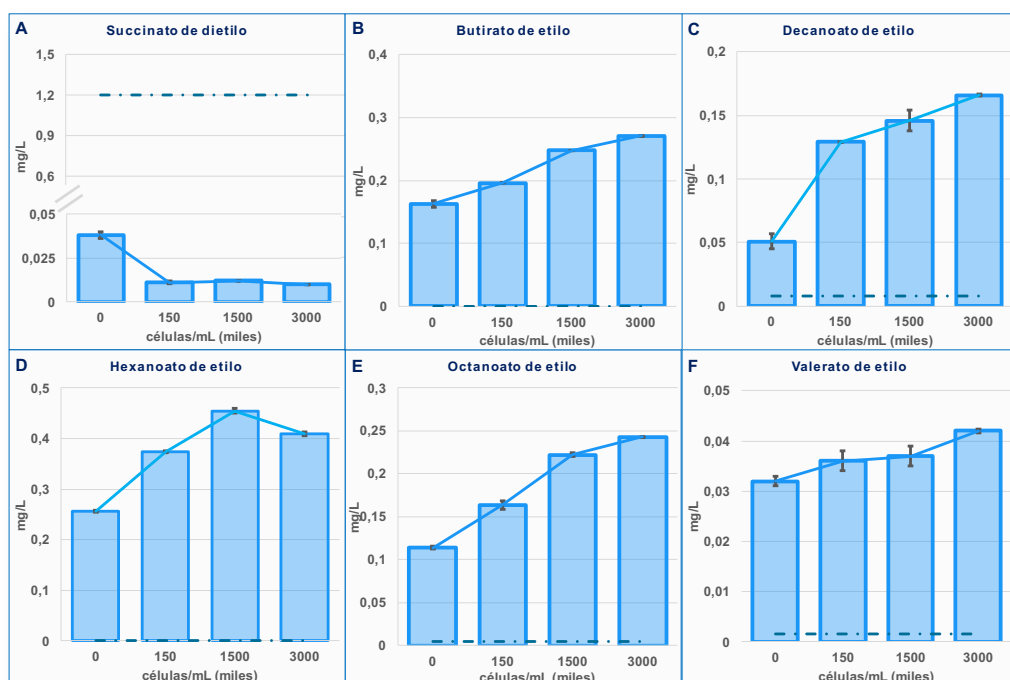 A
Succinato de dietilo
1,5
1,2
0,9
0,6
0,05
0,025
0
mg/L
0 150 1500 3000
células/mL (miles)
B
Butirato de etilo
0,4
0,3
0,2
0,1
0
mg/L
0 150 1500 3000
células/mL (miles)
C
Decanoato de etilo
0,2
0,15
0,1
0,05
0
mg/L
0 150 1500 3000
células/mL (miles)
D
Hexanoato de etilo
0,5
0,4
0,3
0,2
0,1
0
mg/L
0 150 1500 3000
células/mL (miles)
E
Octanoato de etilo
0,3
0,25
0,2
0,15
0,1
0,05
0
mg/L
0 150 1500 3000
células/mL (miles)
F
Valerato de etilo
0,05
0,04
0,03
0,02
0,01
0
mg/L
0 150 1500 3000
células/mL (miles)